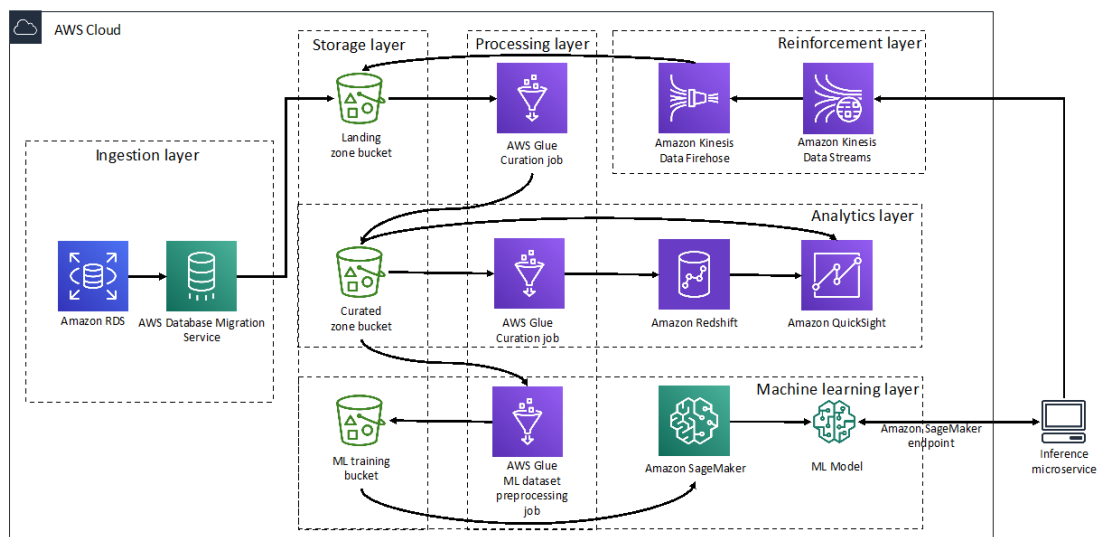 AWS Cloud
Storage layer
Processing layer
Reinforcement layer
Landing
zone bucket
AWS Glue
Curation job
Amazon Kinesis
Data Firehose
Amazon Kinesis
Data Streams
Ingestion layer
Amazon RDS
AWS Database Migration
Service
Analytics layer
Curated
zone bucket
AWS Glue
Curation job
Amazon Redshift
Amazon QuickSight
Machine learning layer
ML training
bucket
AWS Glue
ML dataset
preprocessing
job
Amazon SageMaker
ML Model
Amazon SageMaker
endpoint
Inference
microservice